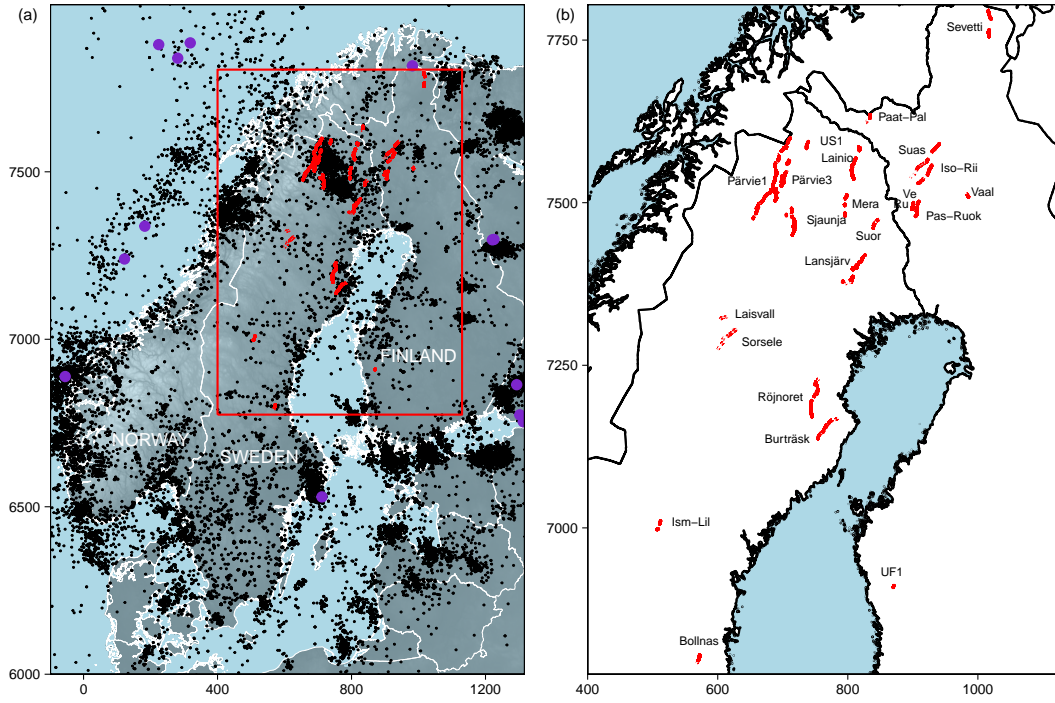 (a)
7500
7000
6500
6000
0
400
800
1200
NORWAY
SWEDEN
FINLAND
(b)
7750
7500
7250
7000
400
600
800
1000
Sevetti
Paat−Pal
US1
Suas
Lainio
Iso−Rii
Pärvie1
Pärvie3
Ve
Vaal
Mera
Ru
Sjaunja
Pas−Ruok
Suor
Lansjärv
Laisvall
Sorsele
Röjnoret
Burträsk
Ism−Lil
UF1
Bollnas